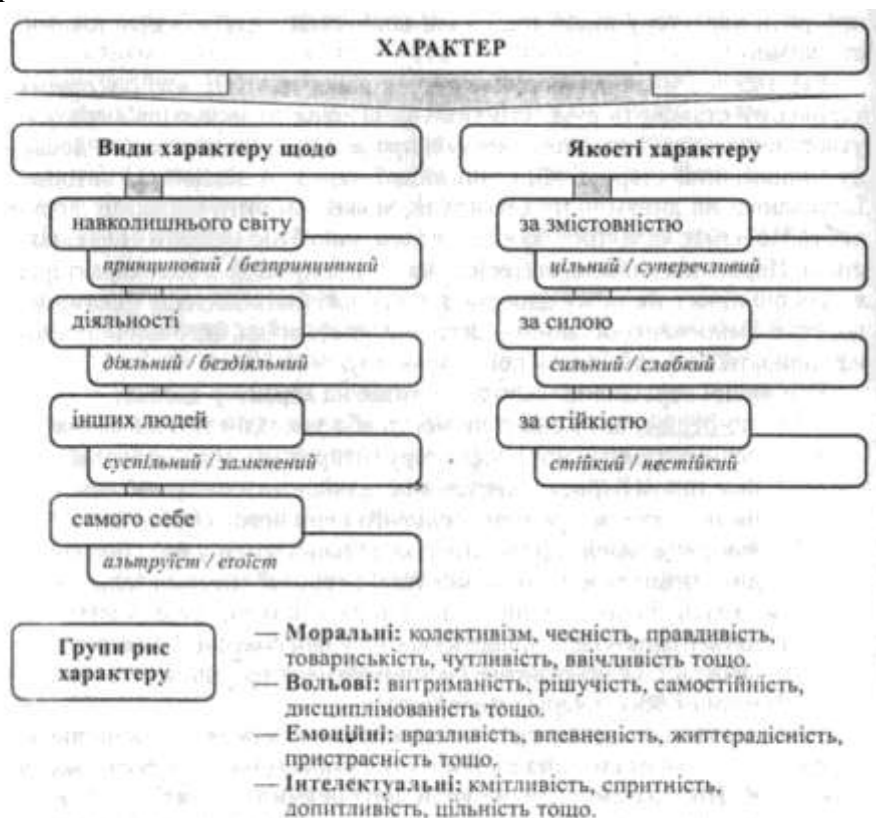 ХАРАКТЕР
Види характеру щодо
навколишнього світу
принциповий / безпринципний
діяльності
діяльний / бездіяльний
інших людей
суспільний / замкнений
самого себе
альтруїст / егоїст
Якості характеру
за змістовністю
цільний / суперечливий
за силою
сильний / слабкий
за стійкістю
стійкий / нестійкий
Групи рис
характеру
— Моральні: колективізм, чесність, правдивість,
товариськість, чутливість, ввічливість тощо.
— Вольові: витриманість, рішучість, самостійність,
дисциплінованість тощо.
— Емоційні: вразливість, впевненість, життєрадісність,
пристрасність тощо.
— Інтелектуальні: кмітливість, спритність,
допитливість, цільність тощо.